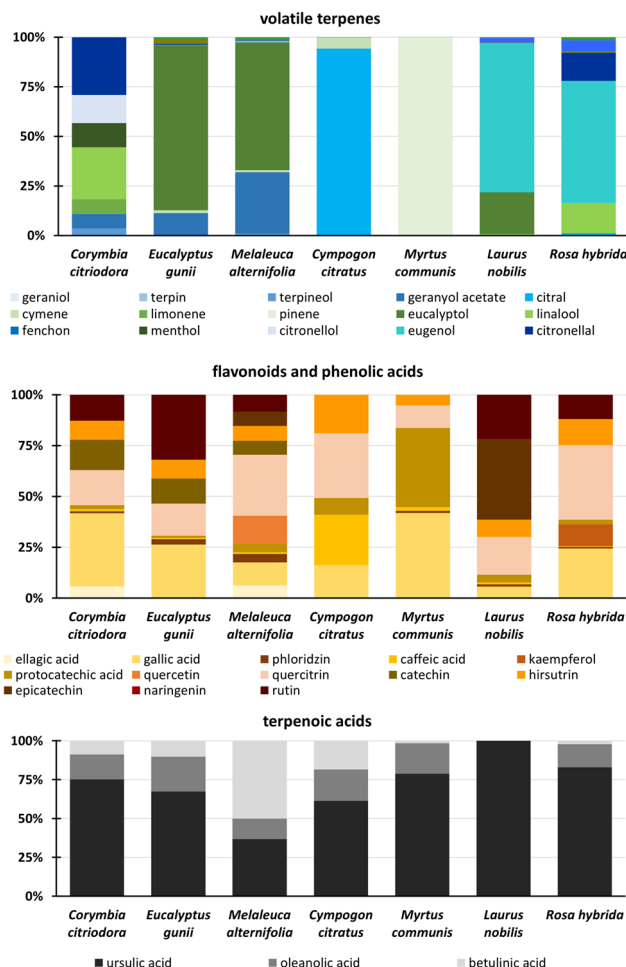 volatile terpenes
100%
75%
50%
25%
0%
Corymbia citriodora
Eucalyptus gunii
Melaleuca alternifolia
Cympogon citratus
Myrtus communis
Laurus nobilis
Rosa hybrida
geraniol terpin terpineol geranyol acetate citral
cymene limonene pinene eucalyptol linalool
fenchon menthol citronellol eugenol citronellal
flavonoids and phenolic acids
100%
75%
50%
25%
0%
Corymbia citriodora
Eucalyptus gunii
Melaleuca alternifolia
Cympogon citratus
Myrtus communis
Laurus nobilis
Rosa hybrida
ellagic acid gallic acid phloridzin caffeic acid kaempferol
protocatechic acid quercetin quercitrin catechin hirsutrin
epicatechin naringenin rutin
terpenoic acids
100%
75%
50%
25%
0%
Corymbia citriodora
Eucalyptus gunii
Melaleuca alternifolia
Cympogon citratus
Myrtus communis
Laurus nobilis
Rosa hybrida
ursulic acid oleanolic acid betulinic acid